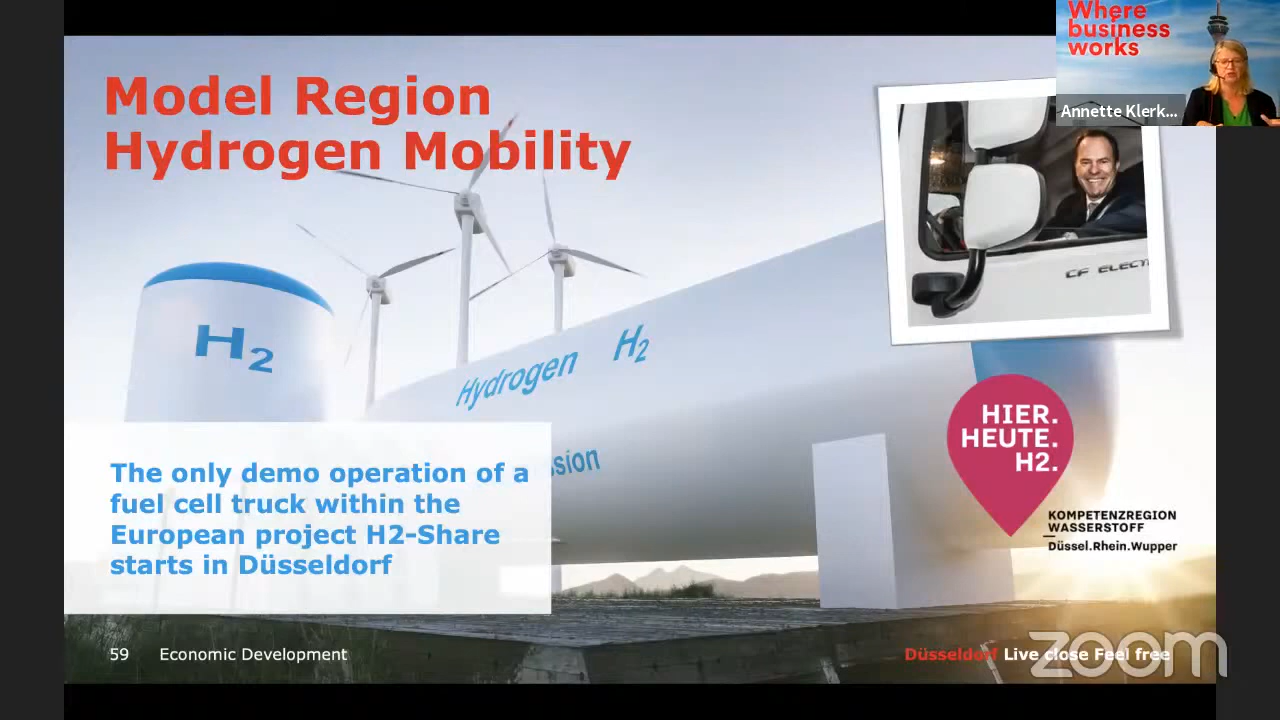 Where
business
works
Annette Klerk...
Model Region
Hydrogen Mobility
CF ELECT
H2
Hydrogen H2
ssion
HIER.
HEUTE.
H2.
KOMPETENZREGION
WASSERSTOFF
Düssel.Rhein.Wupper
The only demo operation of a
fuel cell truck within the
European project H2-Share
starts in Düsseldorf
59 Economic Development
Düsseldorf Live close Feel free
zoom